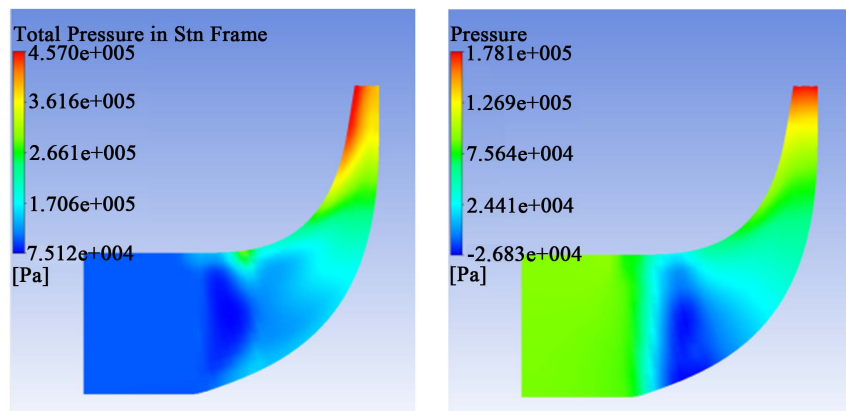 Total Pressure in Stn Frame
4.570e+005
3.616e+005
2.661e+005
1.706e+005
7.512e+004
[Pa]
Pressure
1.781e+005
1.269e+005
7.564e+004
2.441e+004
-2.683e+004
[Pa]